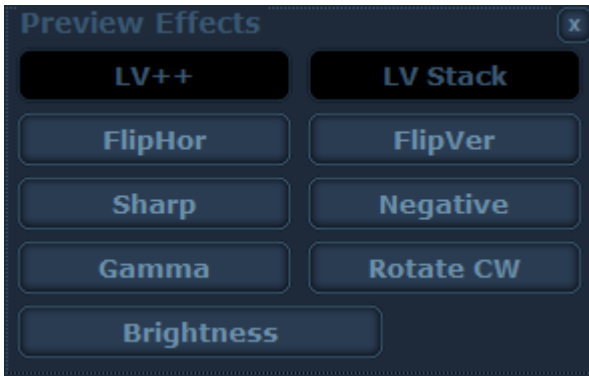 Preview Effects x
LV++ LV Stack
FlipHor FlipVer
Sharp Negative
Gamma Rotate CW
Brightness